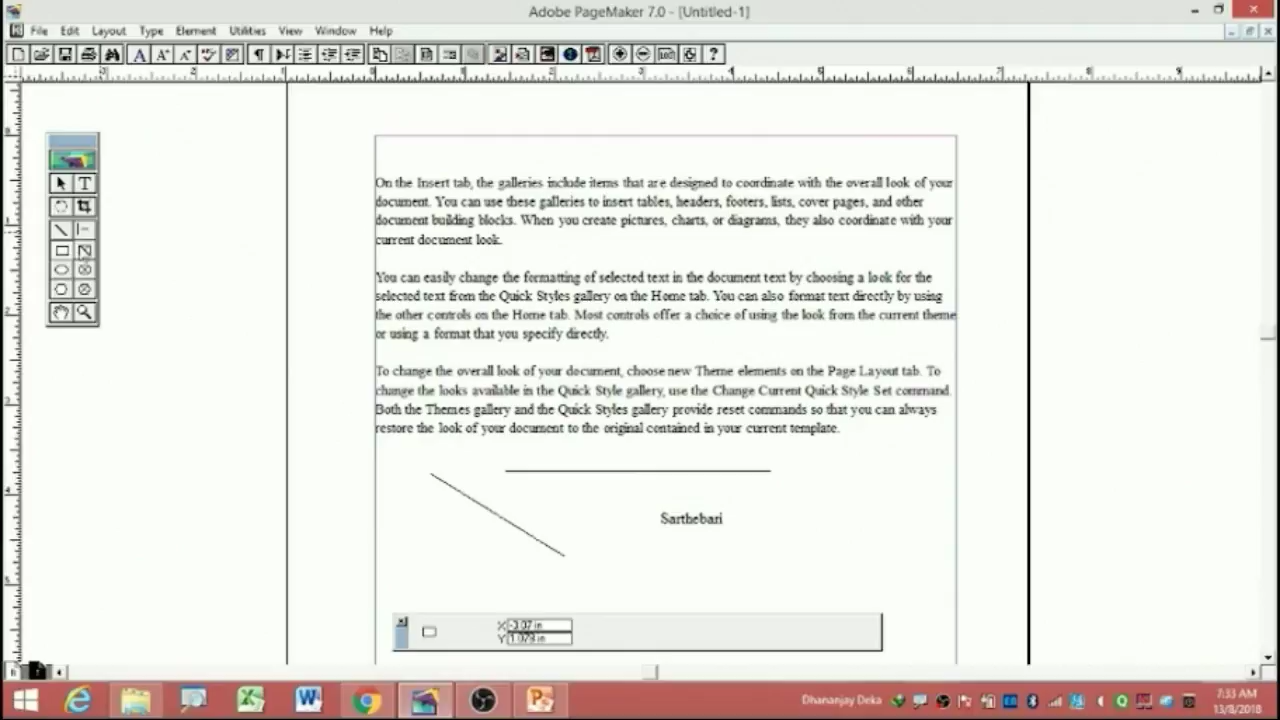 Adobe PageMaker 7.0 - [Untitled-1]
File Edit Layout Type Element Utilities View Window Help
On the Insert tab, the galleries include items that are designed to coordinate with the overall look of your
document. You can use these galleries to insert tables, headers, footers, lists, cover pages, and other
document building blocks. When you create pictures, charts, or diagrams, they also coordinate with your
current document look.
You can easily change the formatting of selected text in the document text by choosing a look for the
selected text from the Quick Styles gallery on the Home tab. You can also format text directly by using
the other controls on the Home tab. Most controls offer a choice of using the look from the current theme
or using a format that you specify directly.
To change the overall look of your document, choose new Theme elements on the Page Layout tab. To
change the looks available in the Quick Style gallery, use the Change Current Quick Style Set command.
Both the Themes gallery and the Quick Styles gallery provide reset commands so that you can always
restore the look of your document to the original contained in your current template.
Sarthebari
X -3.07 in
Y 1.073 in
Dhananjay Deka
7:33 AM
13/8/2018